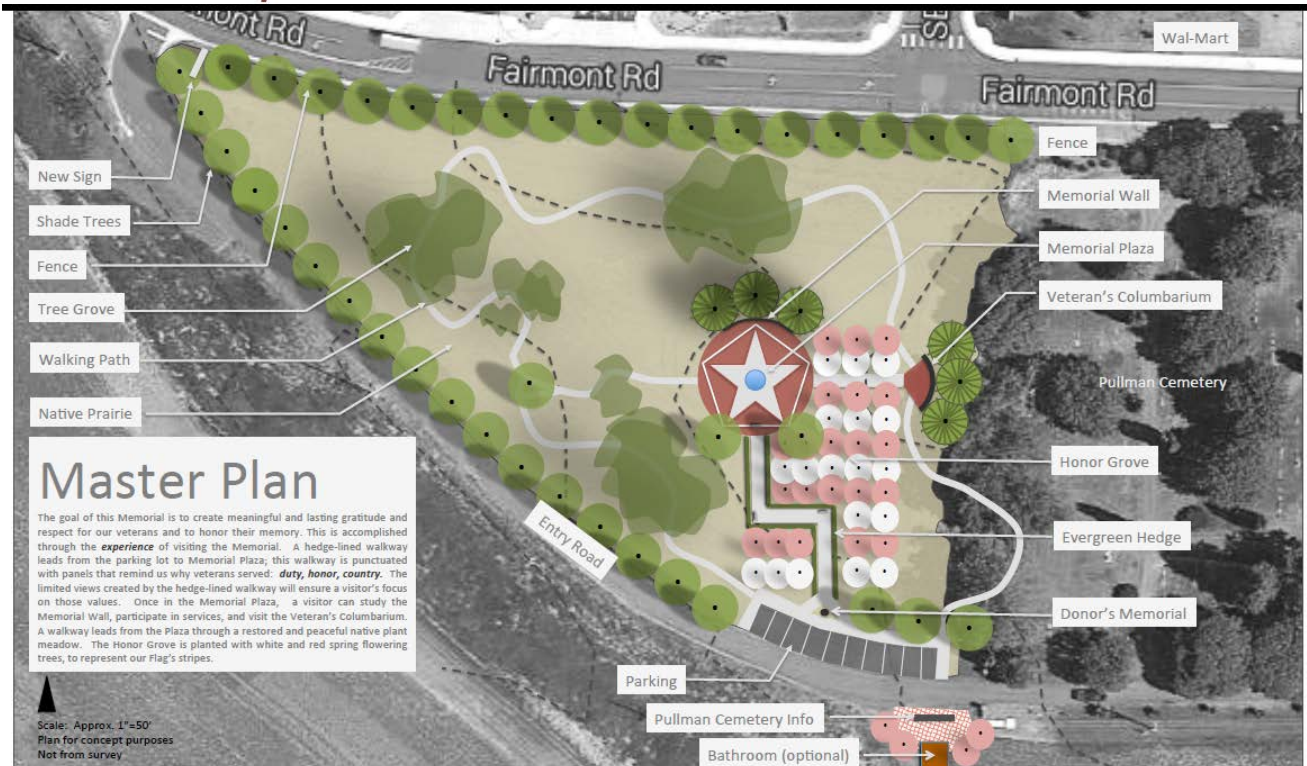 Fairmont Rd
Fairmont Rd
Wal-Mart
Fairmont Rd
SE
Fence
New Sign
Memorial Wall
Shade Trees
Memorial Plaza
Fence
Veteran's Columbarium
Tree Grove
Walking Path
Pullman Cemetery
Native Prairie
Honor Grove
Master Plan
The goal of this Memorial is to create meaningful and lasting gratitude and
respect for our veterans and to honor their memory. This is accomplished
through the experience of visiting the Memorial. A hedge-lined walkway
leads from the parking lot to Memorial Plaza; this walkway is punctuated
with panels that remind us why veterans served: duty, honor, country. The
limited views created by the hedge-lined walkway will ensure a visitor's focus
on those values. Once in the Memorial Plaza, a visitor can study the
Memorial Wall, participate in services, and visit the Veteran's Columbarium.
A walkway leads from the Plaza through a restored and peaceful native plant
meadow. The Honor Grove is planted with white and red spring flowering
trees, to represent our Flag's stripes.
Entry Road
Evergreen Hedge
Donor's Memorial
Parking
Pullman Cemetery Info
Bathroom (optional)
Scale: Approx. 1"=50'
Plan for concept purposes
Not from survey